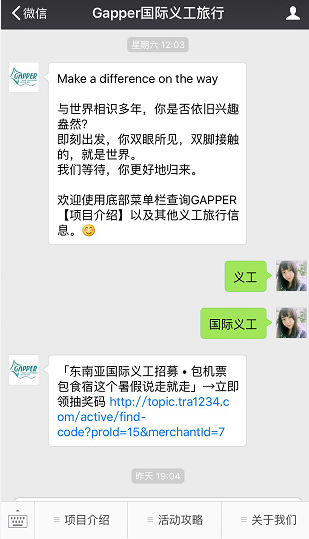 微信
Gapper国际义工旅行
星期六 12:03
GAPPER
Make a difference on the way
与世界相识多年，你是否依旧兴趣
盎然?
即刻出发，你双眼所见，双脚接触
的，就是世界。
我们等待，你更好地归来。
欢迎使用底部菜单栏查询GAPPER
【项目介绍】以及其他义工旅行信
息。😊
义工
国际义工
GAPPER
「东南亚国际义工招募 • 包机票
包食宿这个暑假说走就走」→立即
领抽奖码 http://topic.tra1234.c
om/active/find-
code?proId=15&merchantId=7
昨天 19:04
项目介绍
活动攻略
关于我们